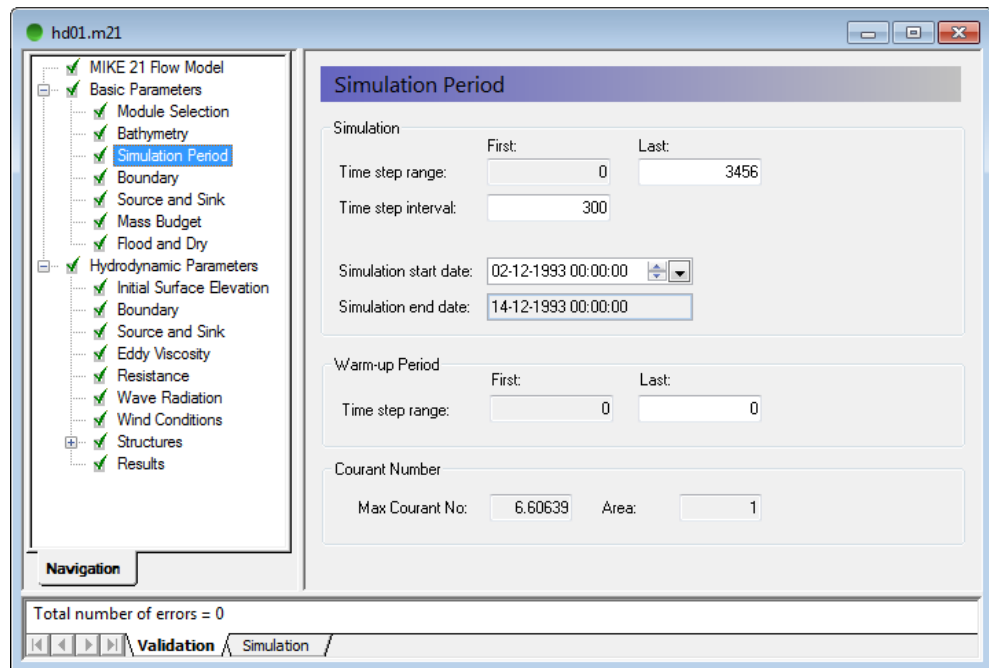 hd01.m21
MIKE 21 Flow Model
Basic Parameters
Module Selection
Bathymetry
Simulation Period
Boundary
Source and Sink
Mass Budget
Flood and Dry
Hydrodynamic Parameters
Initial Surface Elevation
Boundary
Source and Sink
Eddy Viscosity
Resistance
Wave Radiation
Wind Conditions
Structures
Results
Navigation
Simulation Period
Simulation
First: Last:
Time step range: 0 3456
Time step interval: 300
Simulation start date: 02-12-1993 00:00:00
Simulation end date: 14-12-1993 00:00:00
Warm-up Period
First: Last:
Time step range: 0 0
Courant Number
Max Courant No: 6.60639 Area: 1
Total number of errors = 0
Validation Simulation